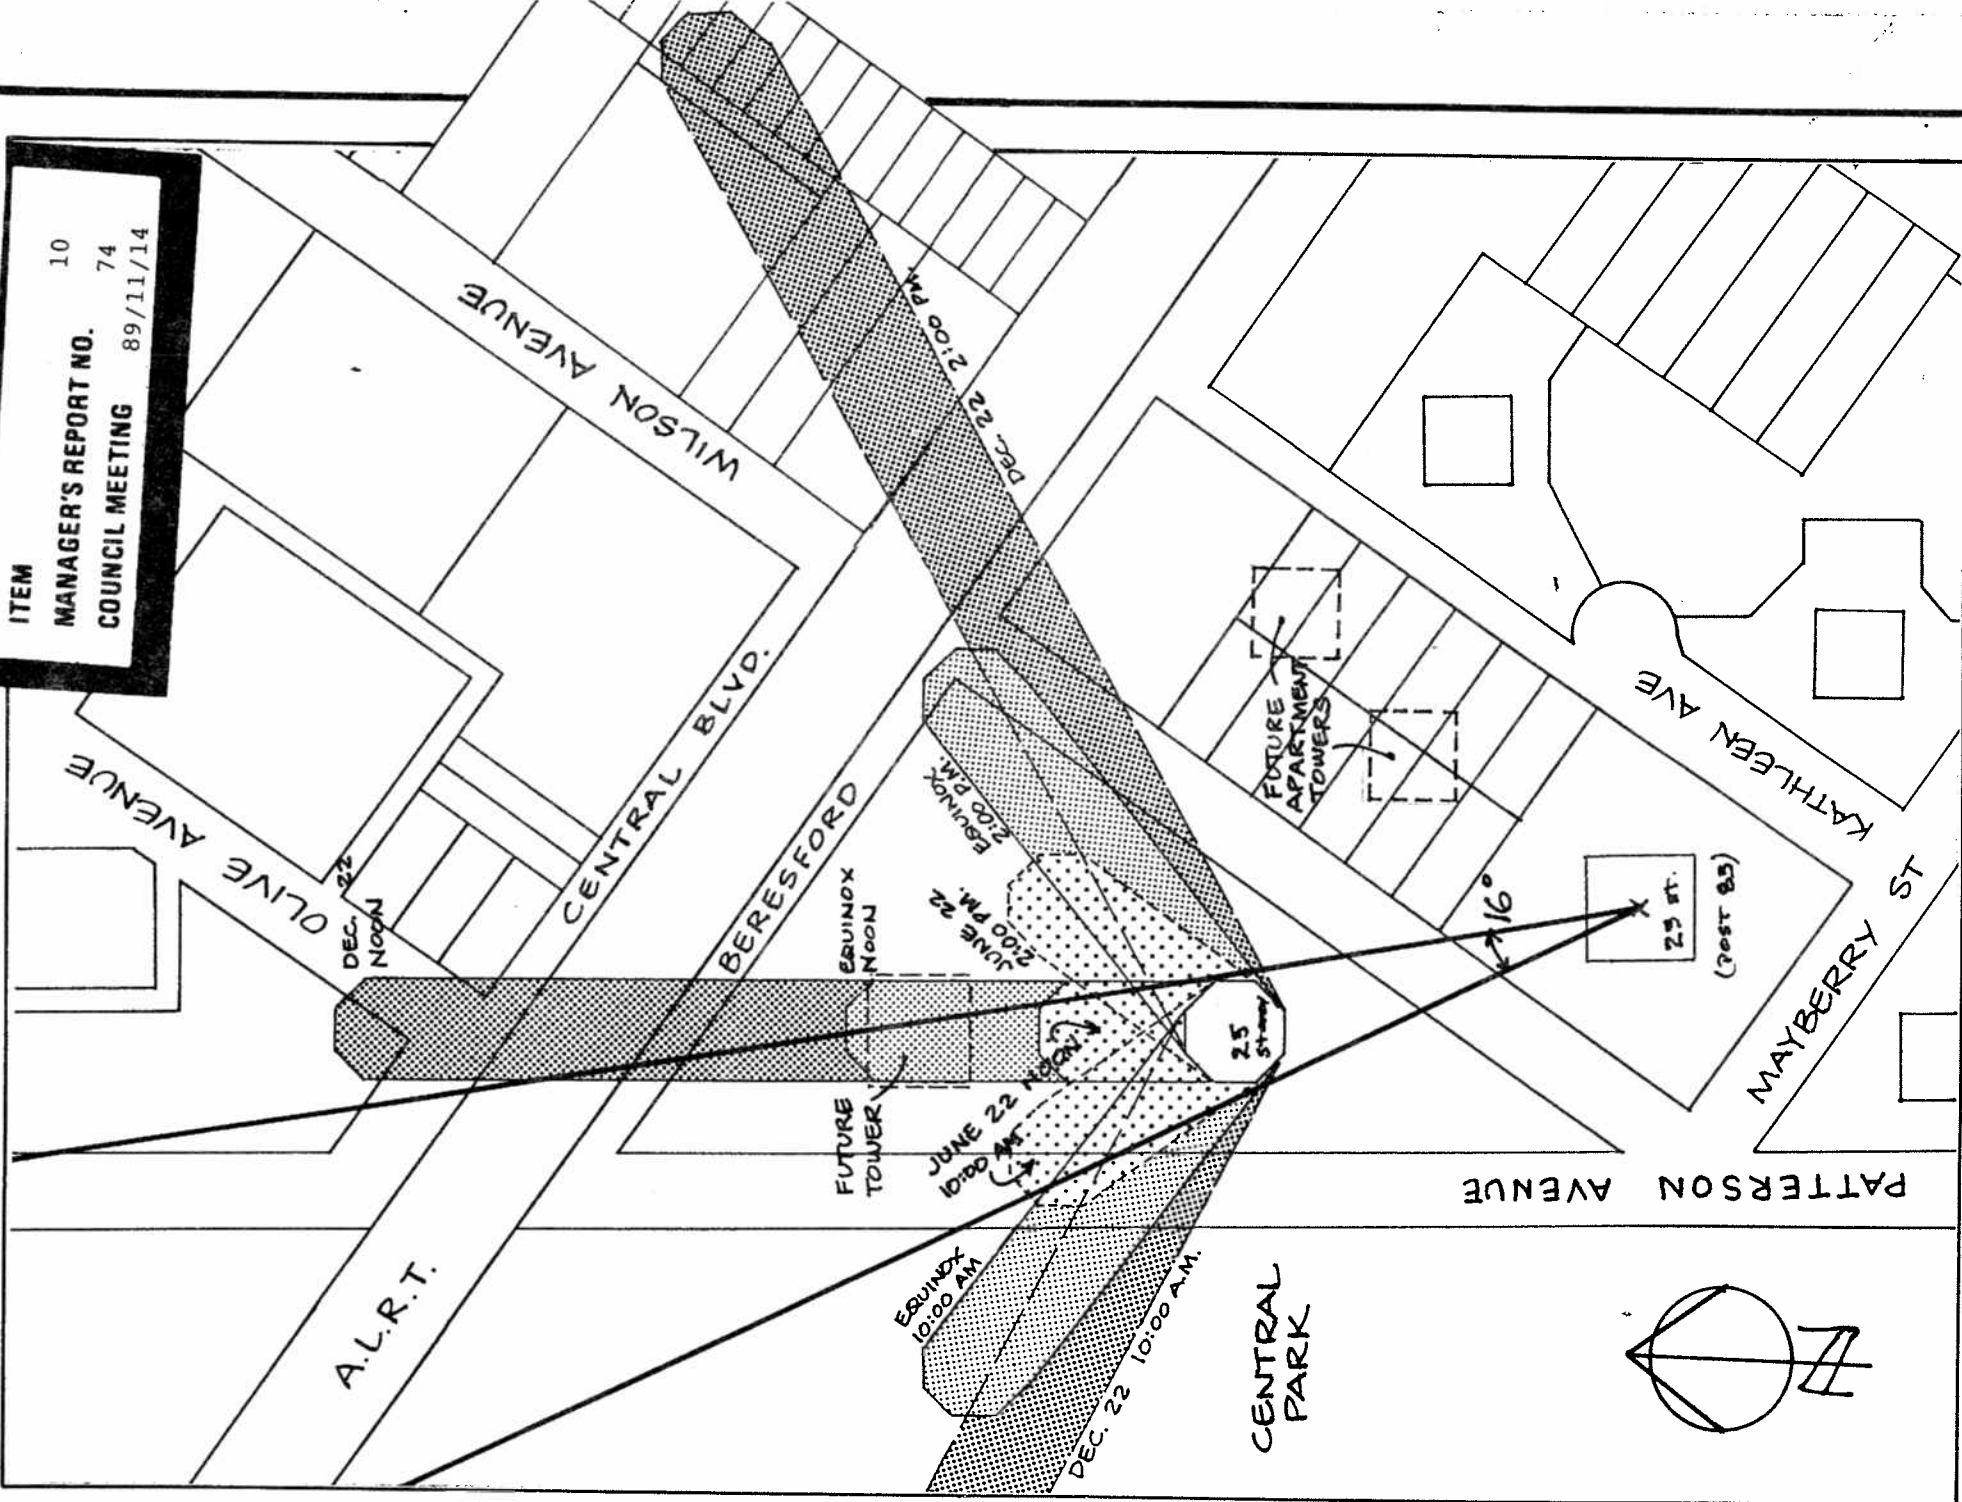 ITEM
MANAGER'S REPORT NO. 10
COUNCIL MEETING 74
89/11/14
WILSON AVENUE
OLIVE AVENUE
CENTRAL BLVD.
BERESFORD
A.L.R.T.
DEC. 22
NOON
EQUINOX
NOON
DEC. 22 2:00 PM.
EQUINOX
2:00 P.M.
JUNE 22
2:00 PM.
JUNE 22 NOON
10:00 AM
FUTURE
TOWER
25
STOREY
EQUINOX
10:00 AM
DEC. 22 10:00 A.M.
FUTURE
APARTMENT
TOWERS
16°
23 ST.
(POST 83)
KATHLEEN AVE
MAYBERRY ST
PATTERSON AVENUE
CENTRAL
PARK
N